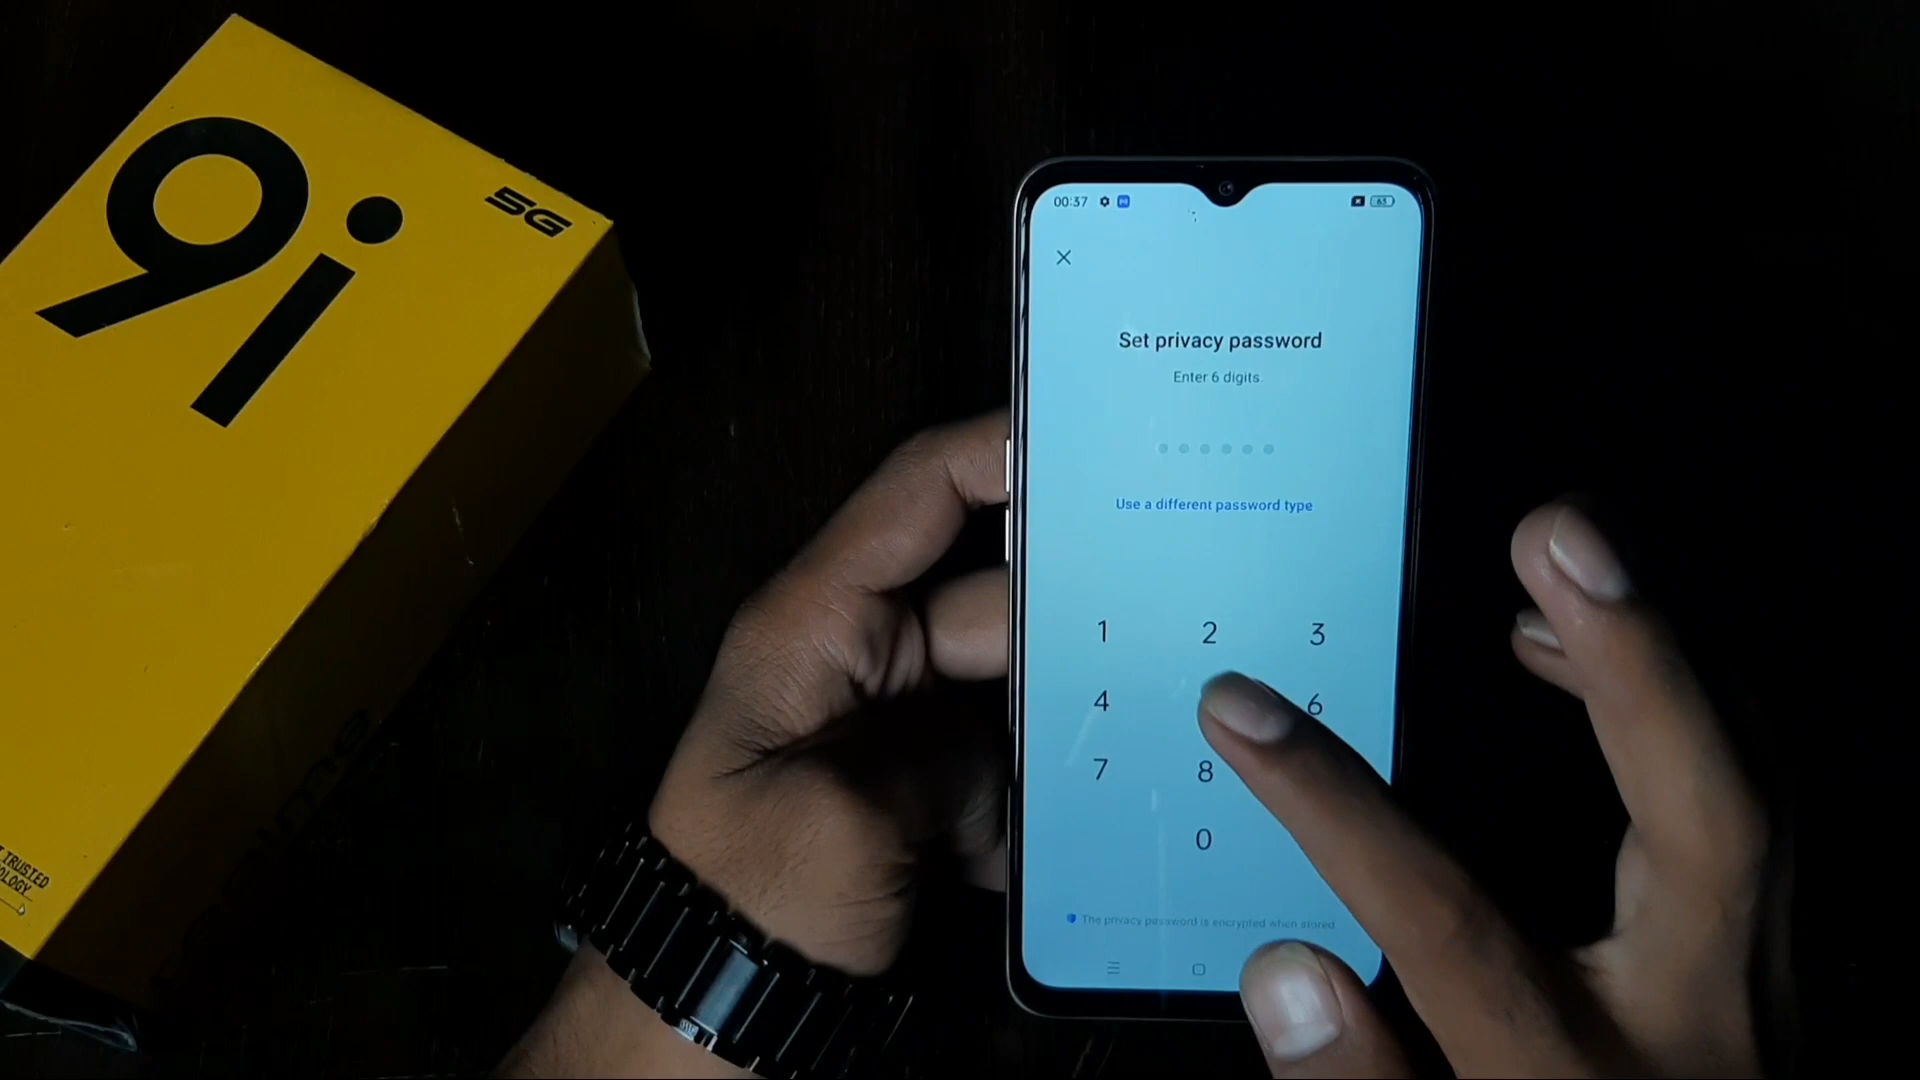 9i
5G
TRUSTED
00:37
63
Set privacy password
Enter 6 digits.
Use a different password type
1 2 3
4 6
7 8
0
The privacy password is encrypted when stored